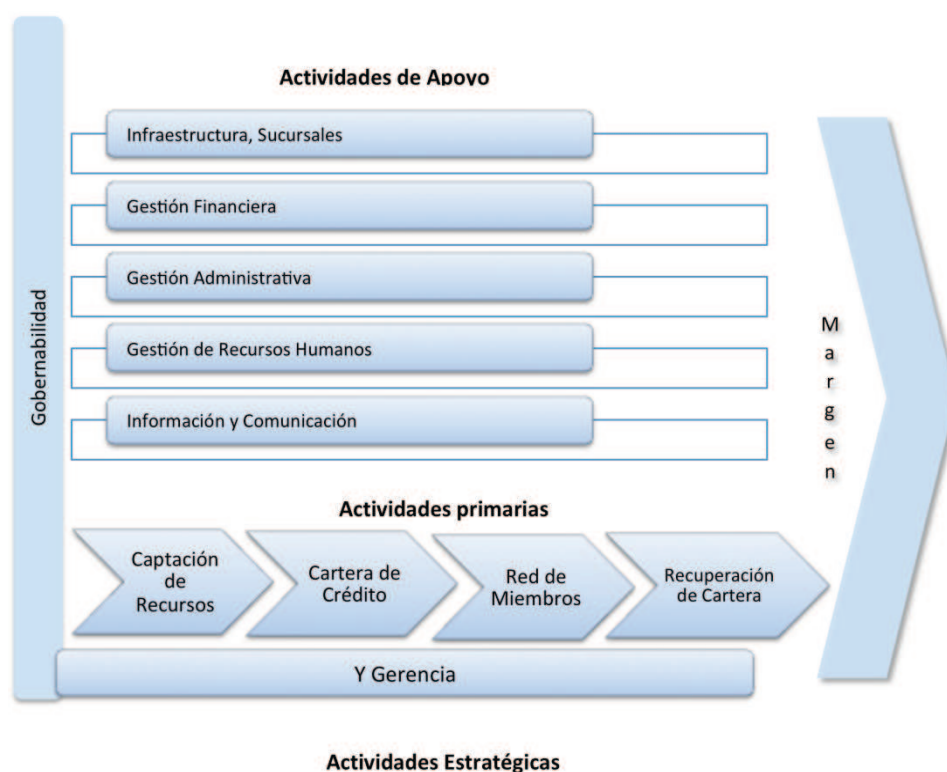 Actividades de Apoyo
Infraestructura, Sucursales
Gestión Financiera
Gestión Administrativa
Gestión de Recursos Humanos
Información y Comunicación
Gobernabilidad
Margen
Actividades primarias
Captación
de
Recursos
Cartera de
Crédito
Red de
Miembros
Recuperación
de Cartera
Y Gerencia
Actividades Estratégicas